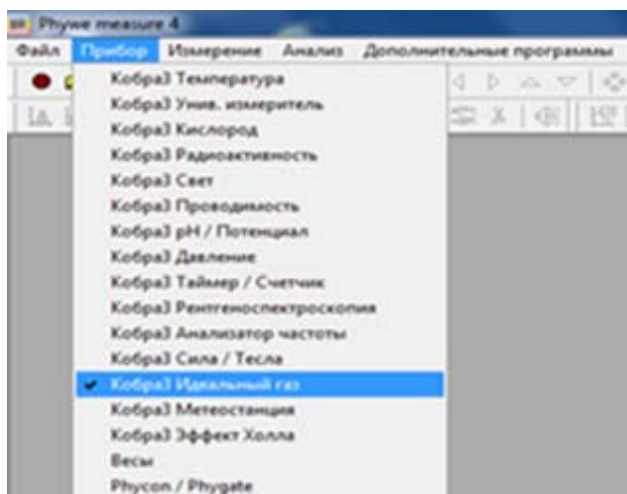 Phywe measure 4
Файл Прибор Измерение Анализ Дополнительные программы
Кобра3 Температура
Кобра3 Унив. измеритель
Кобра3 Кислород
Кобра3 Радиоактивность
Кобра3 Свет
Кобра3 Проводимость
Кобра3 pH / Потенциал
Кобра3 Давление
Кобра3 Таймер / Счетчик
Кобра3 Рентгеноспектроскопия
Кобра3 Анализатор частоты
Кобра3 Сила / Тесла
Кобра3 Идеальный газ
Кобра3 Метеостанция
Кобра3 Эффект Холла
Весы
Phycon / Phygate